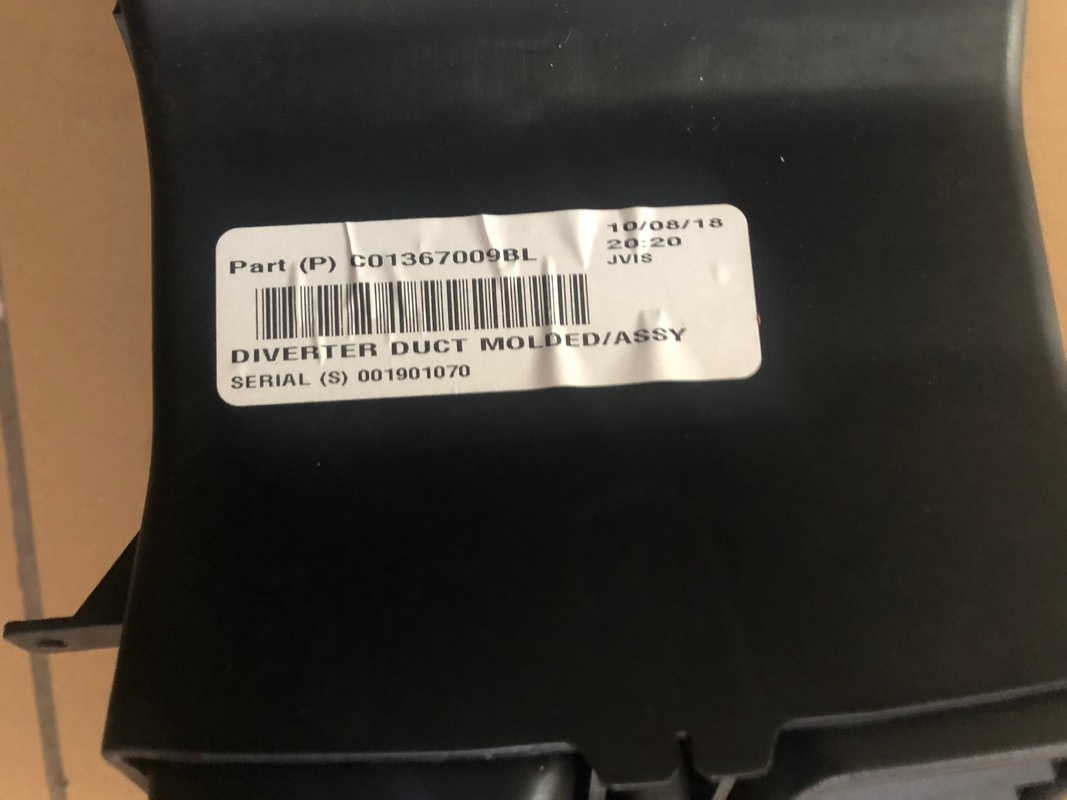 10/08/18
20:20
JVIS
Part (P) C01367009BL
DIVERTER DUCT MOLDED/ASSY
SERIAL (S) 001901070